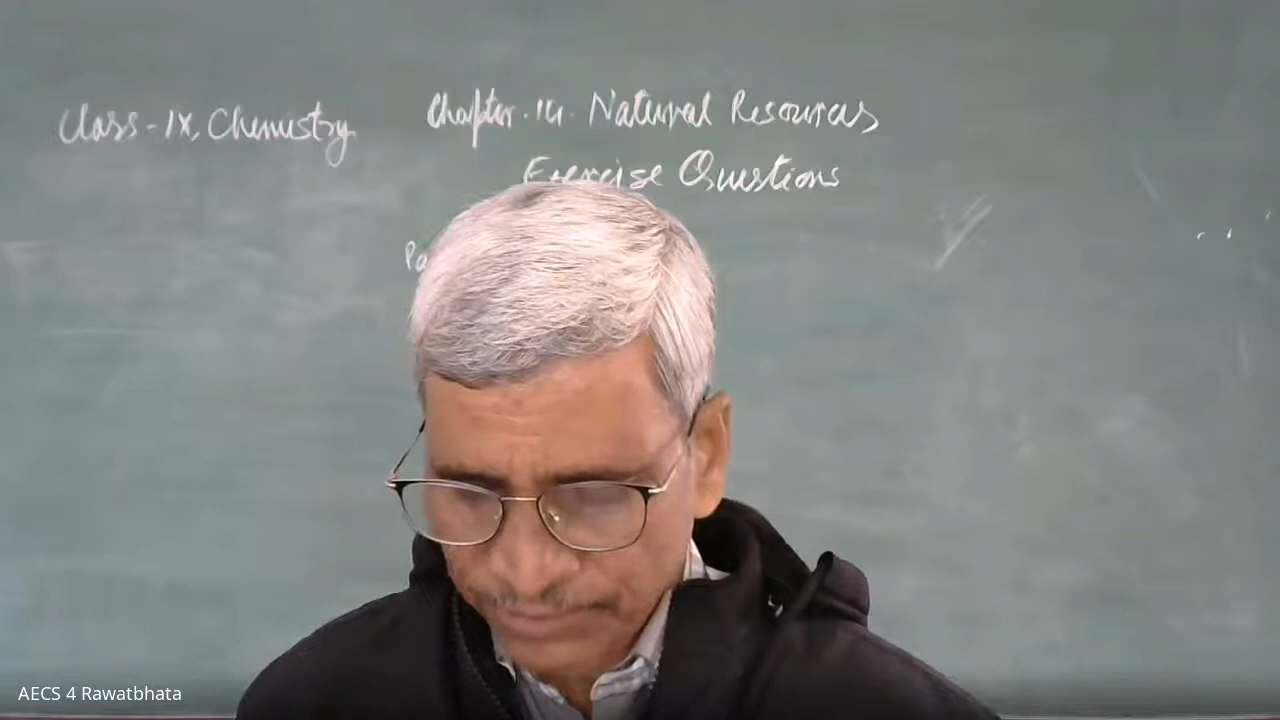 Class-IX, Chemistry Chapter-14. Natural Resources
Exercise Questions
AECS 4 Rawatbhata